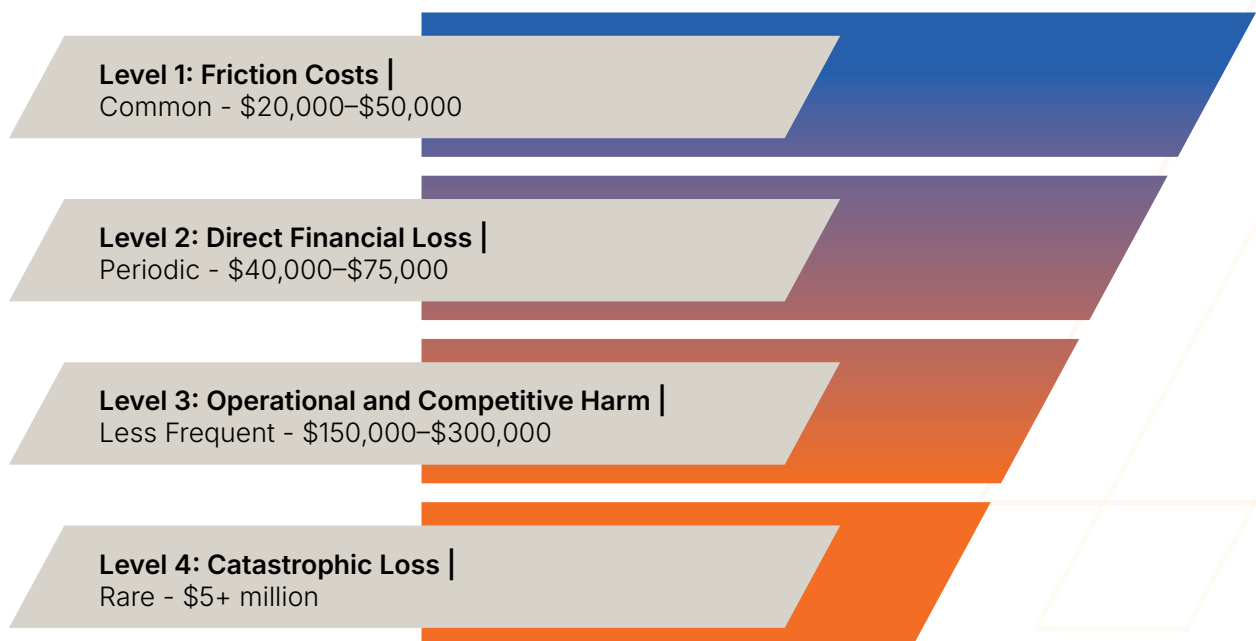 Level 1: Friction Costs |
Common - $20,000–$50,000
Level 2: Direct Financial Loss |
Periodic - $40,000–$75,000
Level 3: Operational and Competitive Harm |
Less Frequent - $150,000–$300,000
Level 4: Catastrophic Loss |
Rare - $5+ million